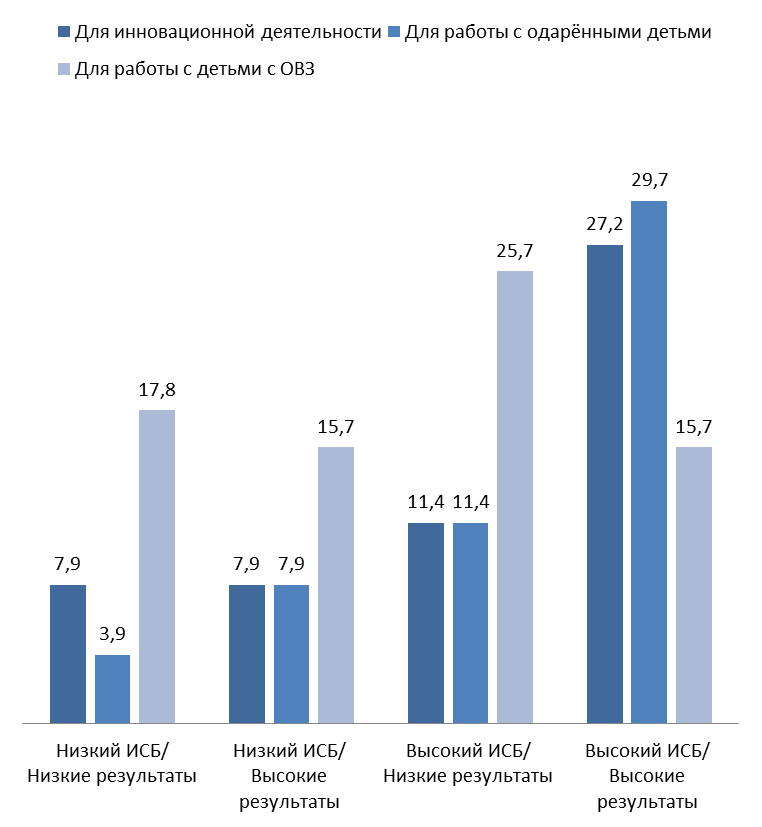 Для инновационной деятельности Для работы с одарёнными детьми
Для работы с детьми с ОВЗ
29,7
27,2
25,7
17,8
15,7
15,7
11,4 11,4
7,9
7,9 7,9
3,9
Низкий ИСБ/
Низкие результаты
Низкий ИСБ/
Высокие
результаты
Высокий ИСБ/
Низкие результаты
Высокий ИСБ/
Высокие
результаты